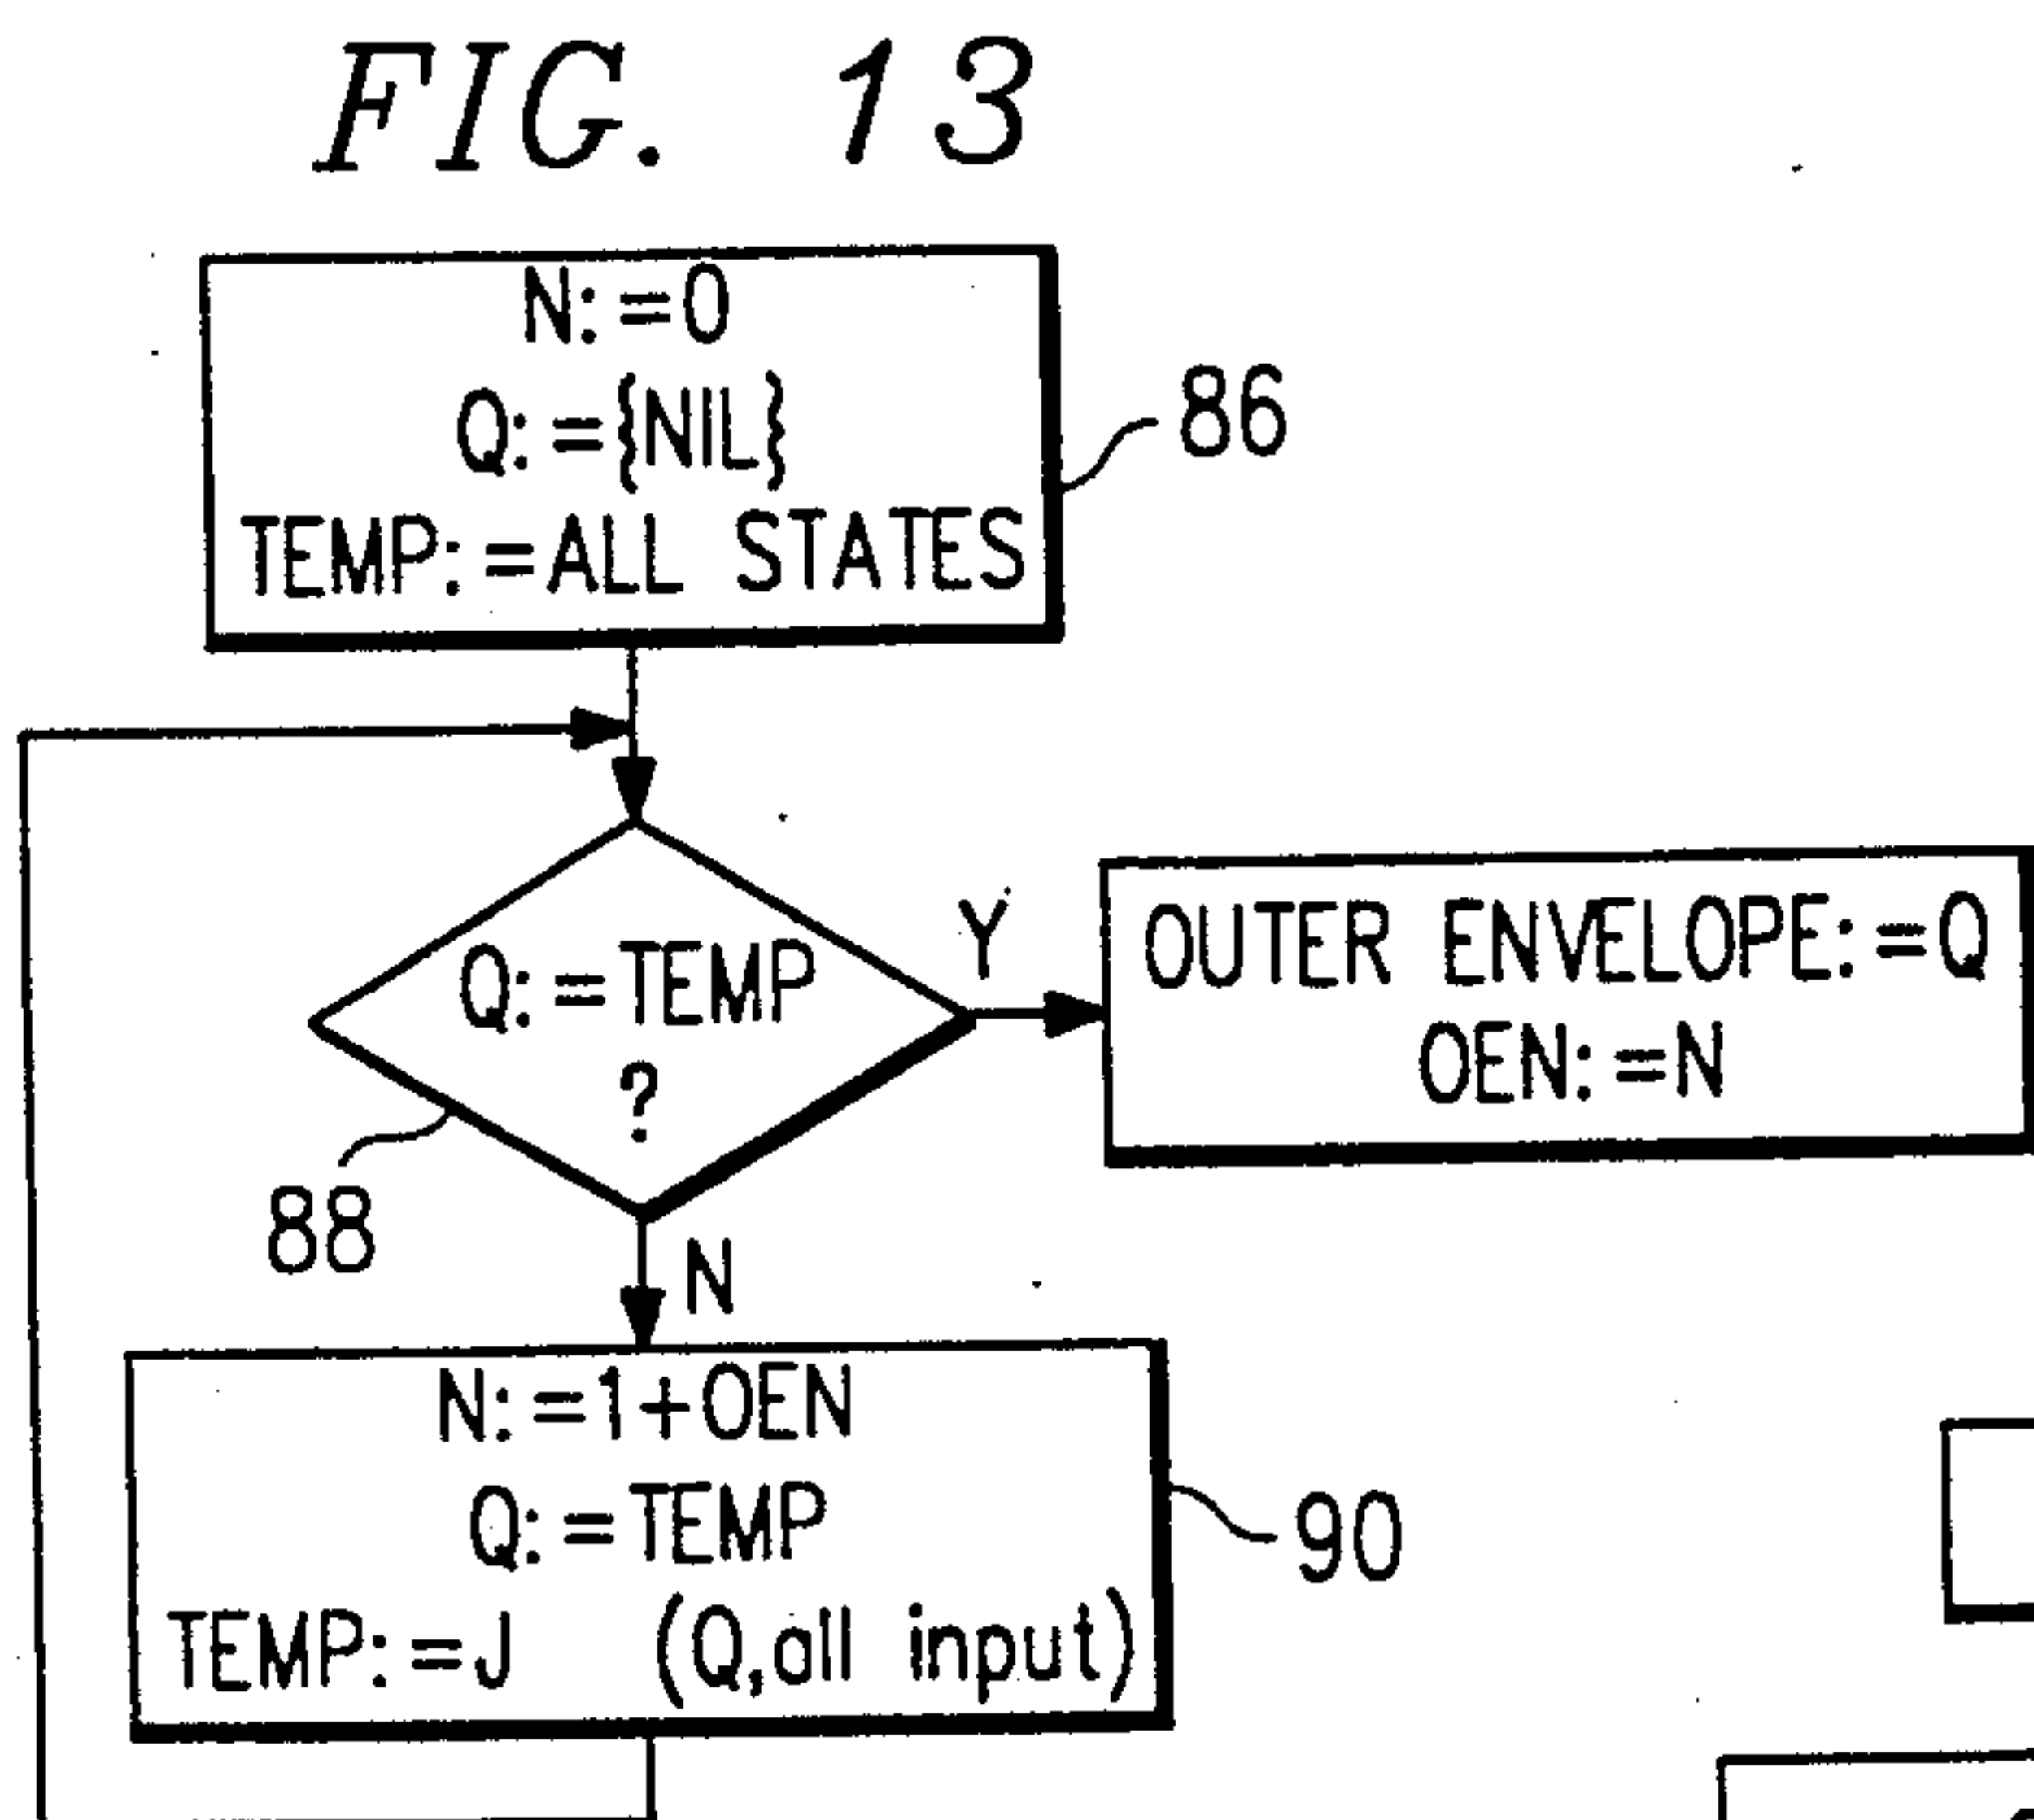 FIG. 13
N:=0
Q:={NIL}
TEMP:=ALL STATES
86
Q:=TEMP
?
Y
OUTER ENVELOPE:=Q
OEN:=N
88
N
N:=1+OEN
Q:=TEMP
TEMP:=J (Q,all input)
90